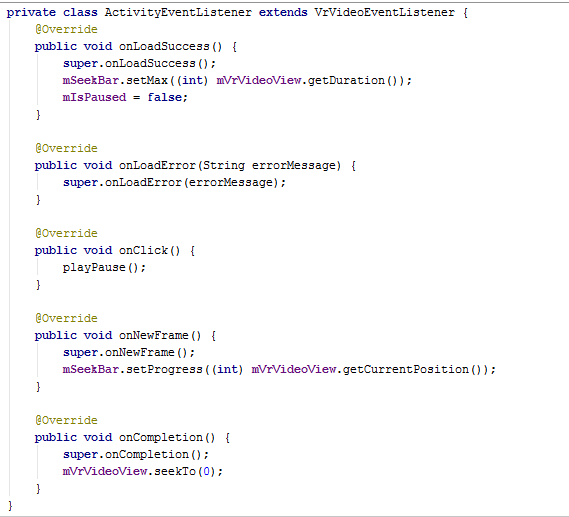 private class ActivityEventListener extends VrVideoEventListener {
    @Override
    public void onLoadSuccess() {
        super.onLoadSuccess();
        mSeekBar.setMax((int) mVrVideoView.getDuration());
        mIsPaused = false;
    }

    @Override
    public void onLoadError(String errorMessage) {
        super.onLoadError(errorMessage);
    }

    @Override
    public void onClick() {
        playPause();
    }

    @Override
    public void onNewFrame() {
        super.onNewFrame();
        mSeekBar.setProgress((int) mVrVideoView.getCurrentPosition());
    }

    @Override
    public void onCompletion() {
        super.onCompletion();
        mVrVideoView.seekTo(0);
    }
}